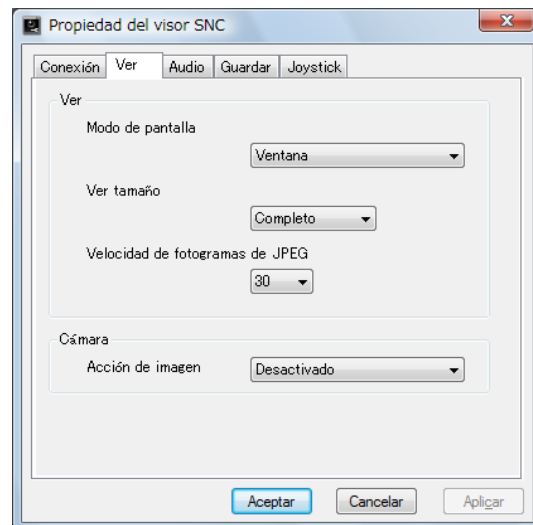 Propiedad del visor SNC
Conexión Ver Audio Guardar Joystick
Ver
Modo de pantalla
Ventana
Ver tamaño
Completo
Velocidad de fotogramas de JPEG
30
Cámara
Acción de imagen Desactivado
Aceptar Cancelar Aplicar